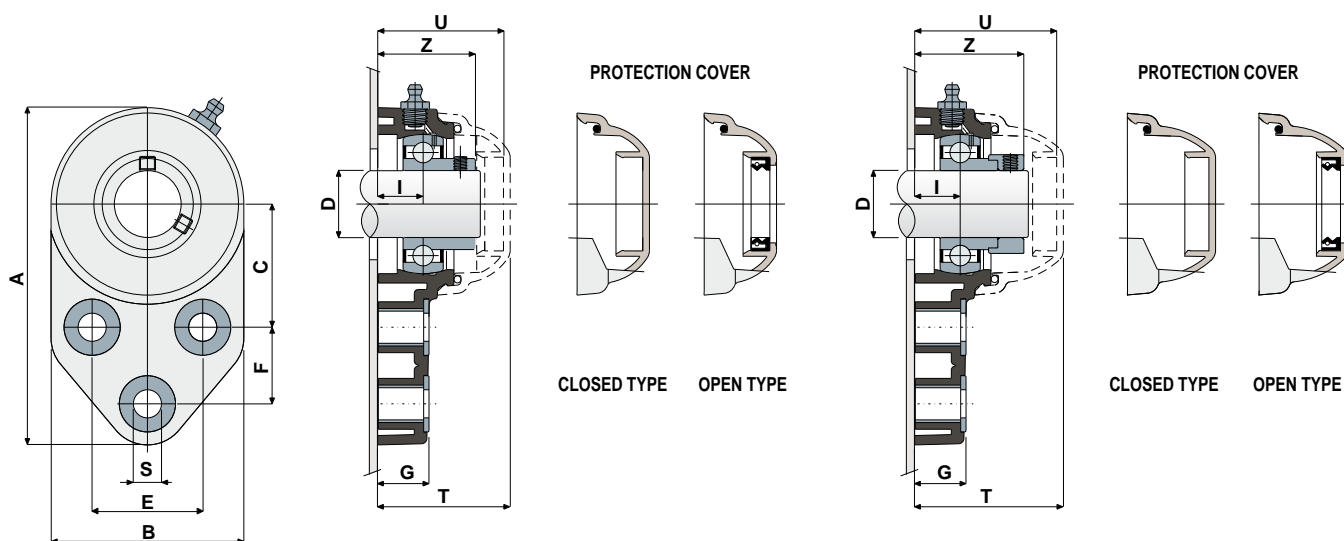 U
Z
PROTECTION COVER
I
D
A
C
F
S
E
B
G
T
CLOSED TYPE
OPEN TYPE
U
Z
PROTECTION COVER
I
D
G
T
CLOSED TYPE
OPEN TYPE